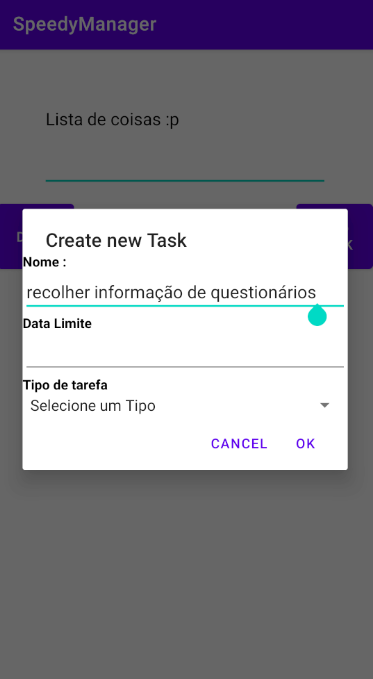 SpeedyManager
Lista de coisas :p
Create new Task
Nome :
recolher informação de questionários
Data Limite
Tipo de tarefa
Selecione um Tipo
CANCEL OK